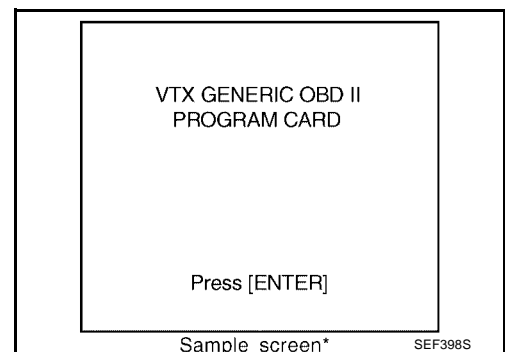 VTX GENERIC OBD II
PROGRAM CARD
Press [ENTER]
Sample screen*
SEF398S